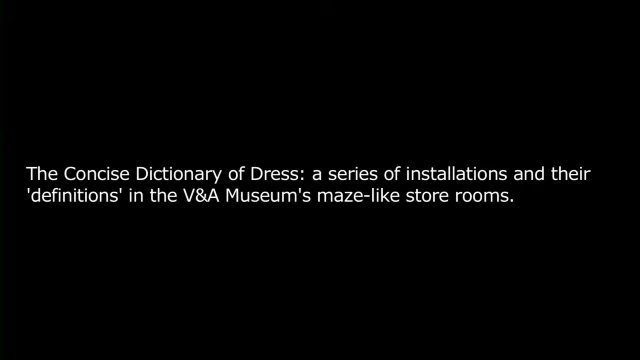 The Concise Dictionary of Dress: a series of installations and their
'definitions' in the V&A Museum's maze-like store rooms.